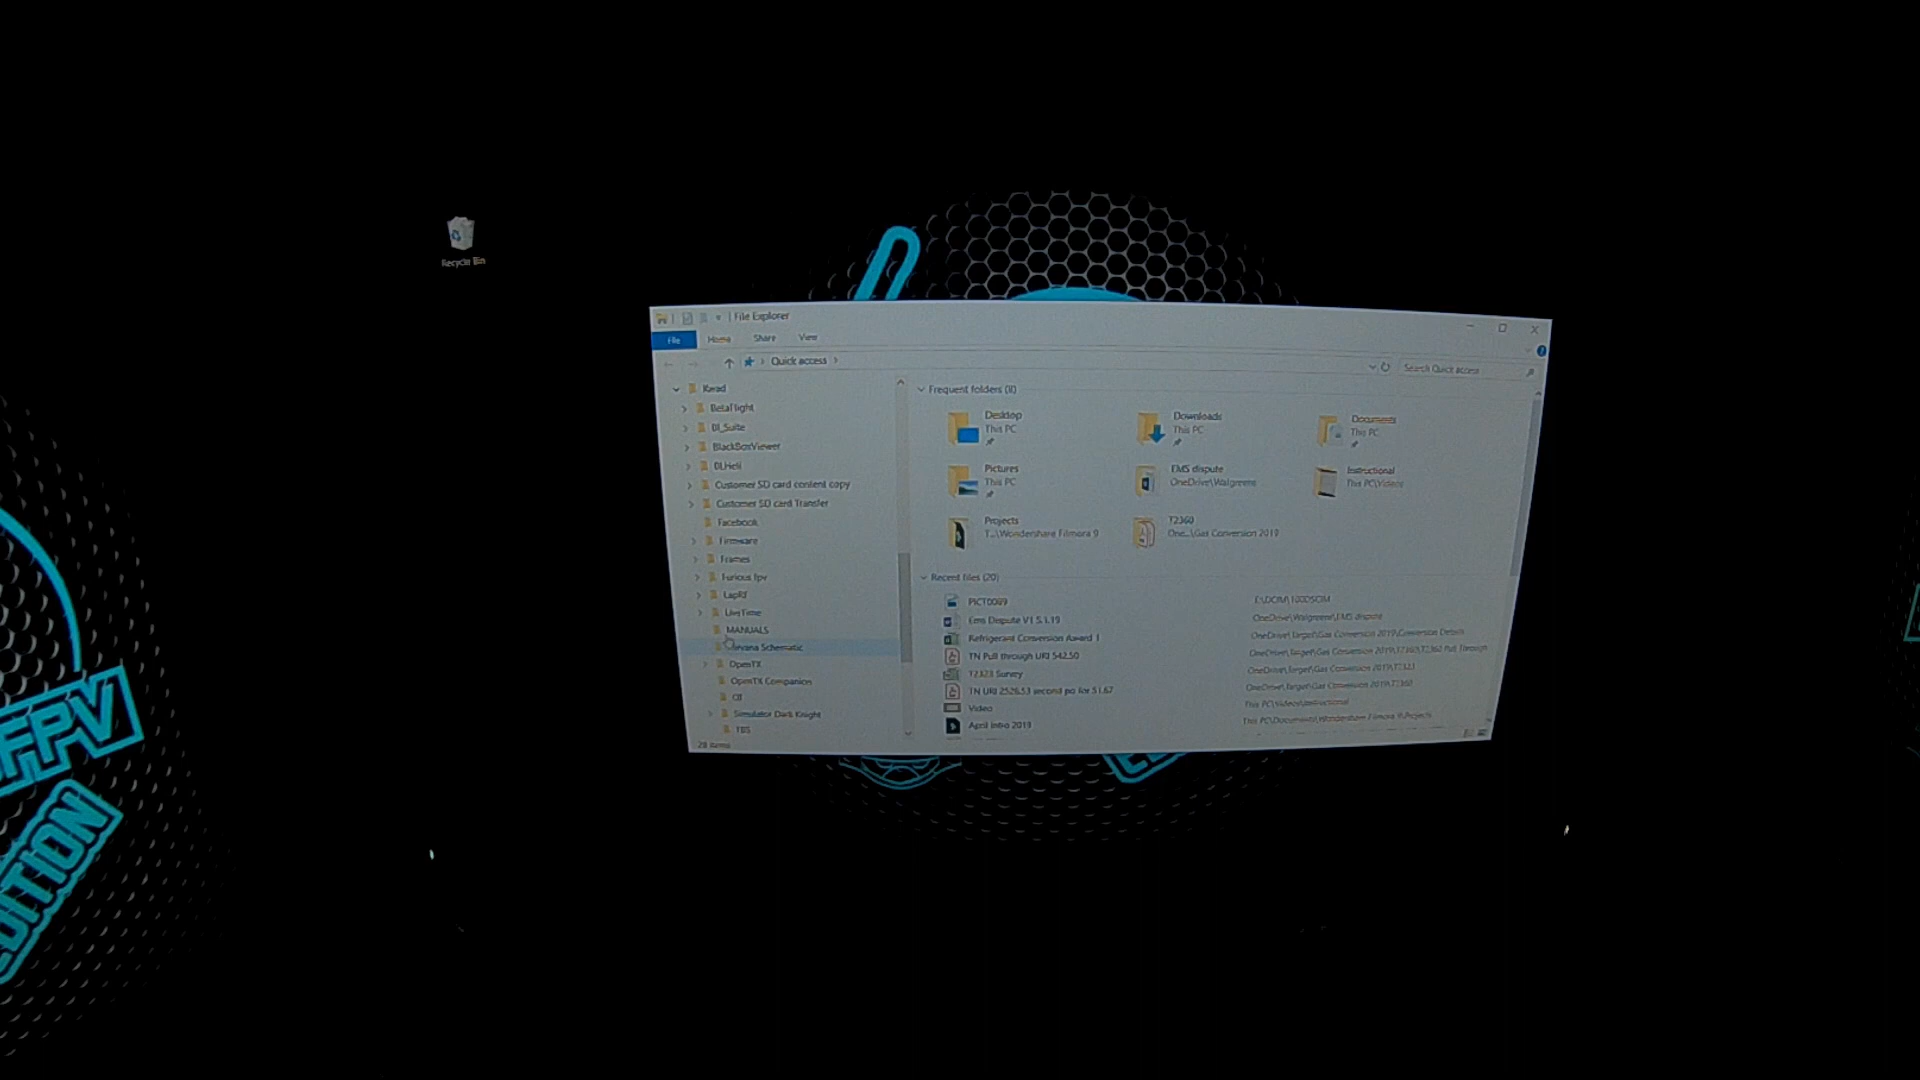 Recycle Bin
File Explorer
File Home Share View
Quick access
Search Quick access
Betaflight
BlackBoxViewer
BLHeli
Customer SD card content copy
Customer SD card Transfer
Facebook
Firmware
Frames
Furious fpv
LapRF
LiveTime
MANUALS
Schematic
OpenTX
OpenTX Companion
Simulator Dark Knight
TBS
28 items
Frequent folders (8)
Desktop
This PC
Downloads
This PC
Documents
This PC
Pictures
This PC
EMS dispute
OneDrive\Walgreens
Instructional
This PC\Videos
Projects
T...\Wondershare Filmora 9
T2360
One...\Gas Conversion 2019
Recent files (20)
PICT0009
E:\DCIM\100DSCIM
Ems Dispute V1 5.1.19
OneDrive\Walgreens\EMS dispute
Refrigerant Conversion Award 1
OneDrive\Target\Gas Conversion 2019\Conversion Details
TN Pull through URI 542.50
OneDrive\Target\Gas Conversion 2019\T2360\T2360 Pull Through
T2323 Survey
OneDrive\Target\Gas Conversion 2019\T2323
TN URI 2526.53 second po for 51.67
OneDrive\Target\Gas Conversion 2019\T2360
Video
This PC\Videos\Instructional
April Intro 2019
This PC\Documents\Wondershare Filmora 9\Projects
FPV
DITION